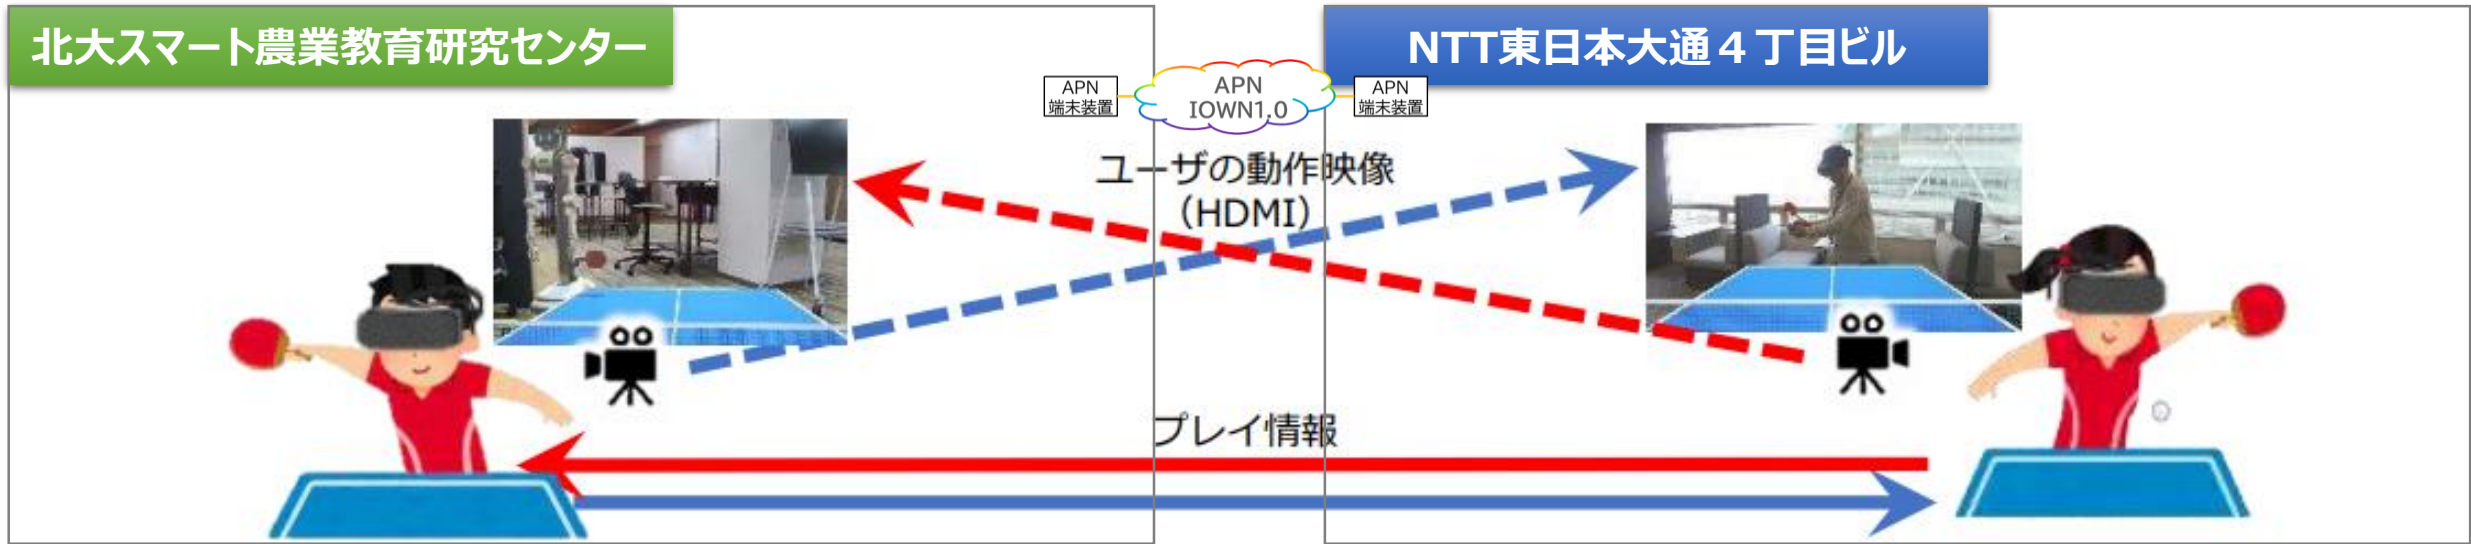 北大スマート農業教育研究センター
NTT東日本大通４丁目ビル
APN
端末装置
APN
IOWN1.0
APN
端末装置
ユーザの動作映像
（HDMI）
プレイ情報